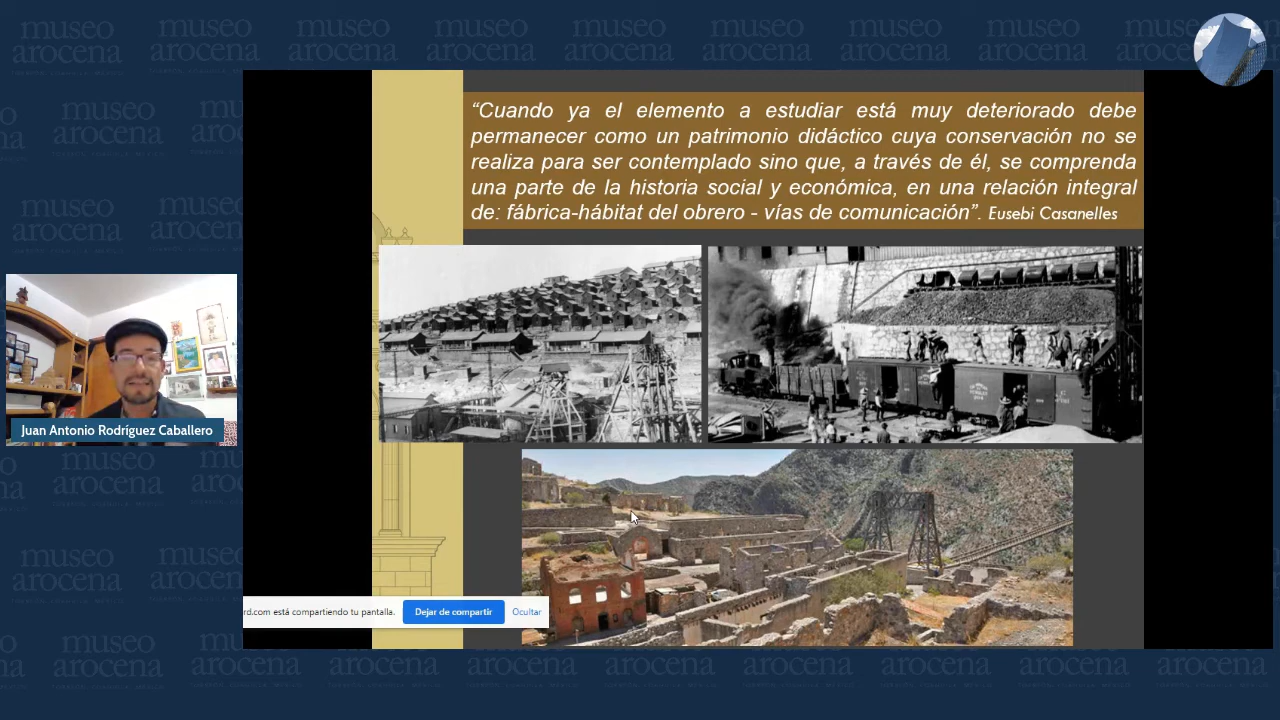 museo arocena
"Cuando ya el elemento a estudiar está muy deteriorado debe
permanecer como un patrimonio didáctico cuya conservación no se
realiza para ser contemplado sino que, a través de él, se comprenda
una parte de la historia social y económica, en una relación integral
de: fábrica-hábitat del obrero - vías de comunicación". Eusebi Casanelles
Juan Antonio Rodríguez Caballero
rd.com está compartiendo tu pantalla. Dejar de compartir Ocultar